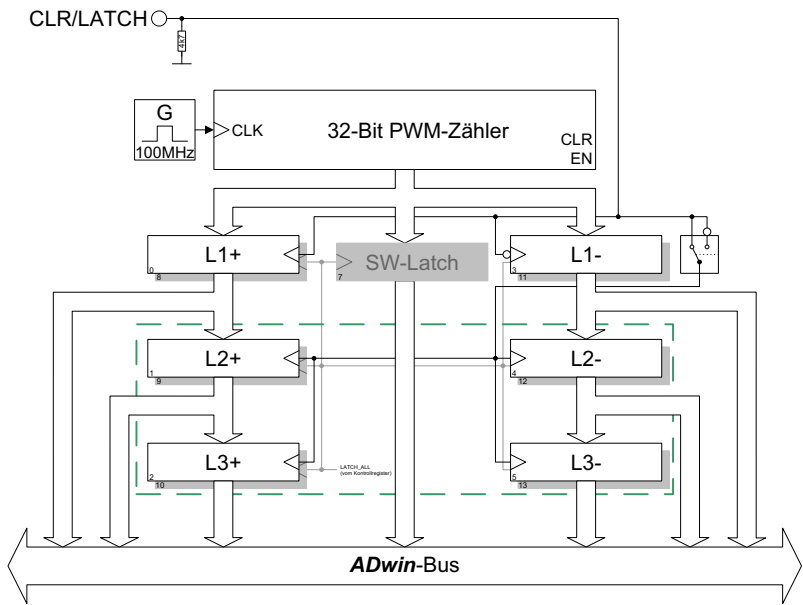 CLR/LATCH
4k7
G
100MHz
CLK
32-Bit PWM-Zähler
CLR
EN
L1+
0
8
SW-Latch
7
L1-
3
11
L2+
1
9
L2-
4
12
L3+
2
10
LATCH_ALL
(vom Kontrollregister)
L3-
5
13
ADwin-Bus